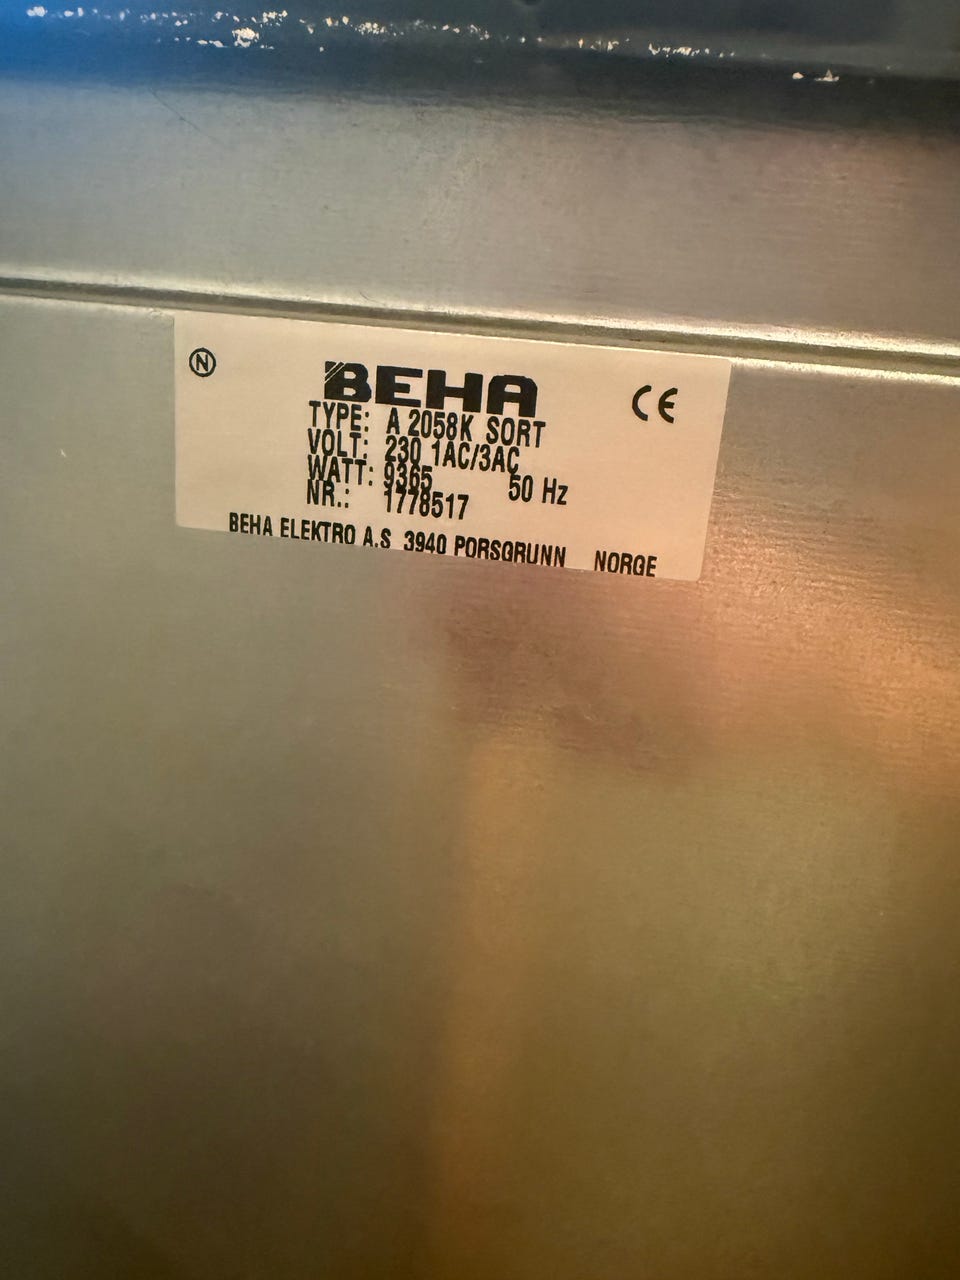 N
BEHA
CE
TYPE: A 2058K SORT
VOLT: 230 1AC/3AC
WATT: 9365 50 Hz
NR.: 1778517
BEHA ELEKTRO A.S 3940 PORSGRUNN NORGE